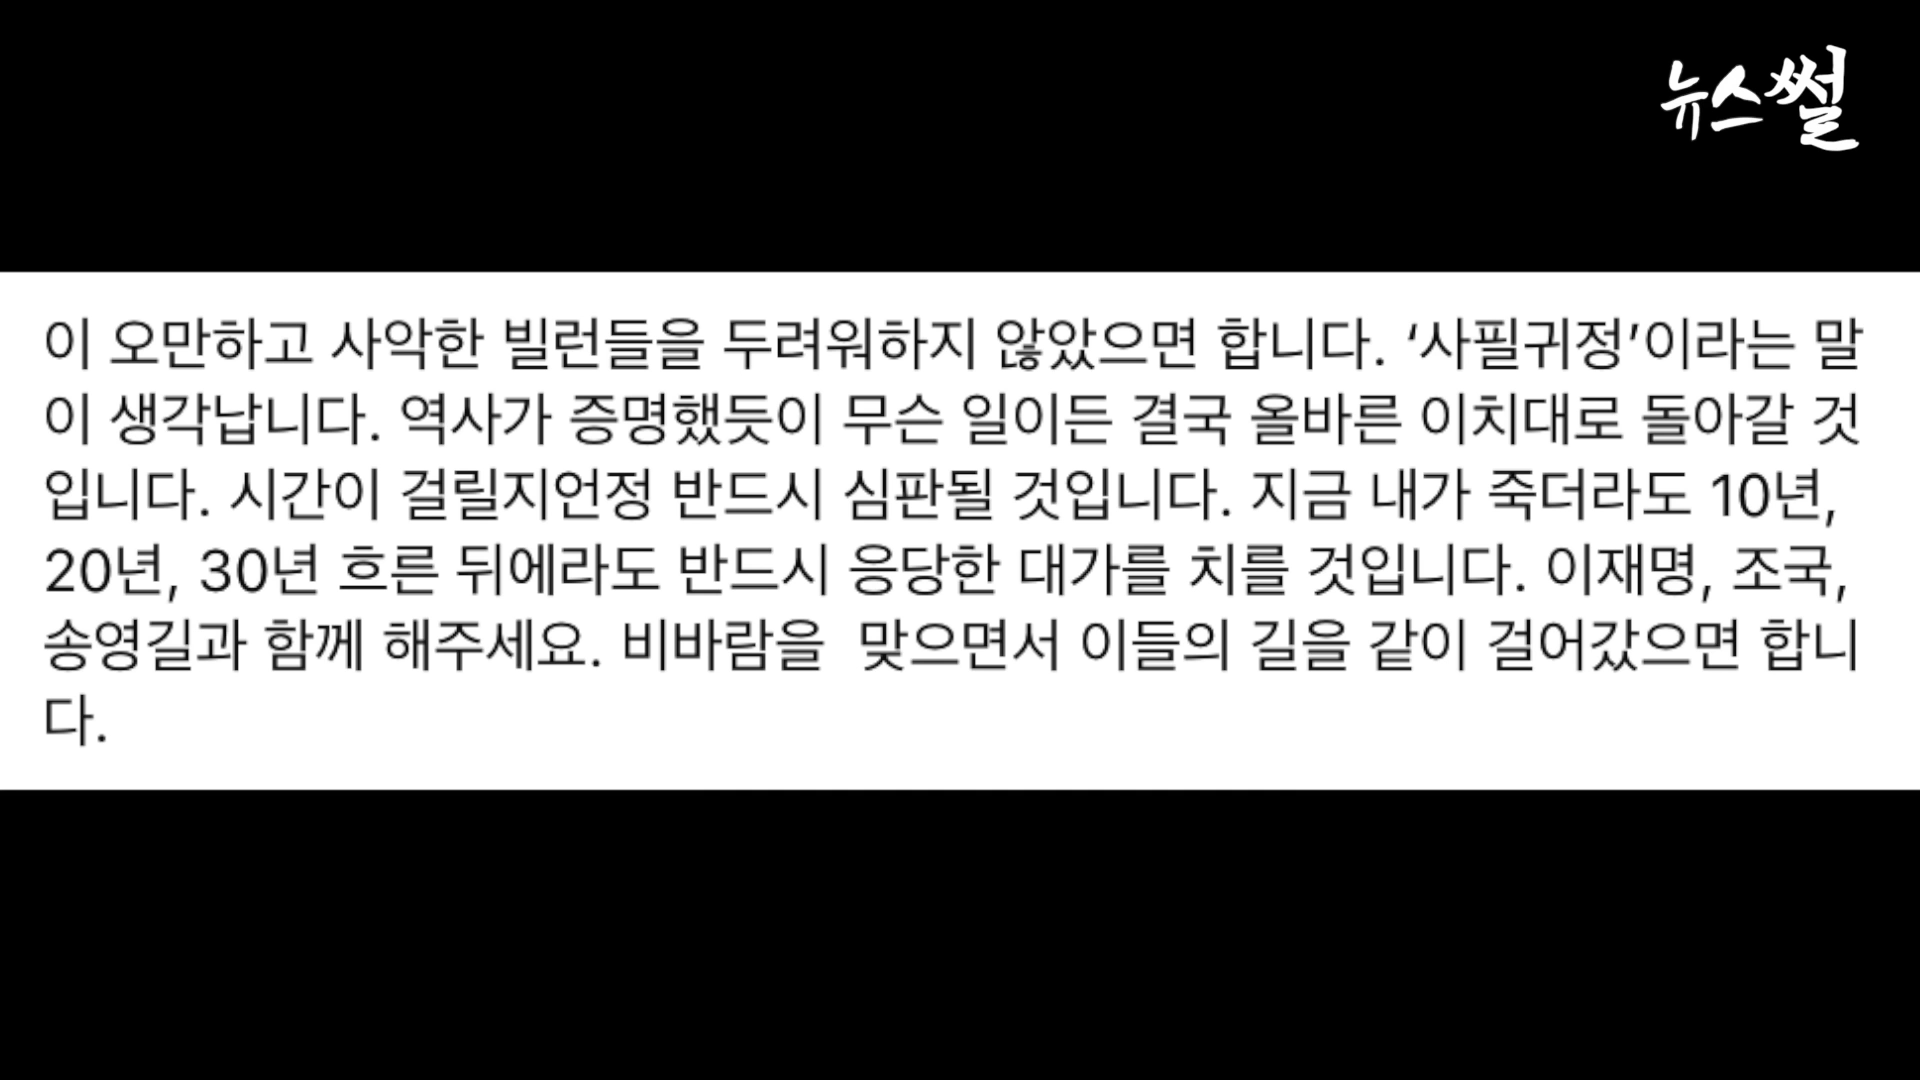 뉴스썰
이 오만하고 사악한 빌런들을 두려워하지 않았으면 합니다. ‘사필귀정’이라는 말
이 생각납니다. 역사가 증명했듯이 무슨 일이든 결국 올바른 이치대로 돌아갈 것
입니다. 시간이 걸릴지언정 반드시 심판될 것입니다. 지금 내가 죽더라도 10년,
20년, 30년 흐른 뒤에라도 반드시 응당한 대가를 치를 것입니다. 이재명, 조국,
송영길과 함께 해주세요. 비바람을  맞으면서 이들의 길을 같이 걸어갔으면 합니
다.